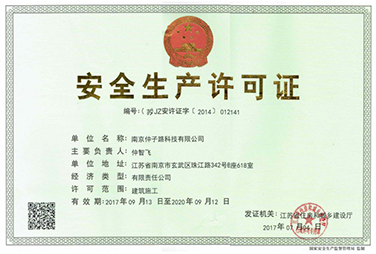 安全生产许可证
编号：(苏)JZ安许证字〔2014〕012141
单位名称：南京仲子路科技有限公司
主要负责人：仲智飞
单位地址：江苏省南京市玄武区珠江路342号B座618室
经济类型：有限责任公司
许可范围：建筑施工
有效期：2017年09月13日至2020年09月12日
发证机关：江苏省住房和城乡建设厅
2017年07月06日
国家安全生产监督管理局 监制